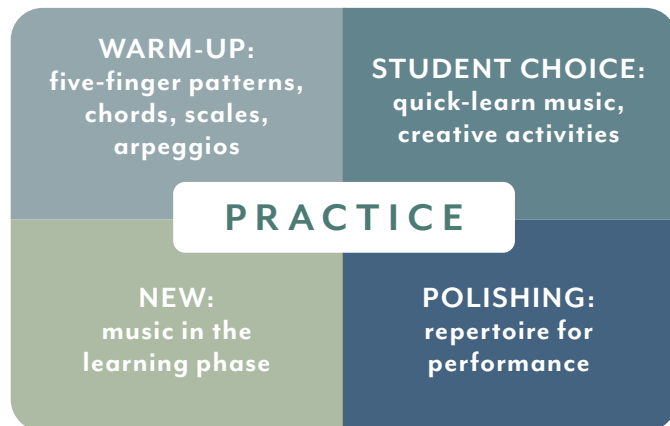 WARM-UP:
five-finger patterns,
chords, scales,
arpeggios
STUDENT CHOICE:
quick-learn music,
creative activities
PRACTICE
NEW:
music in the
learning phase
POLISHING:
repertoire for
performance